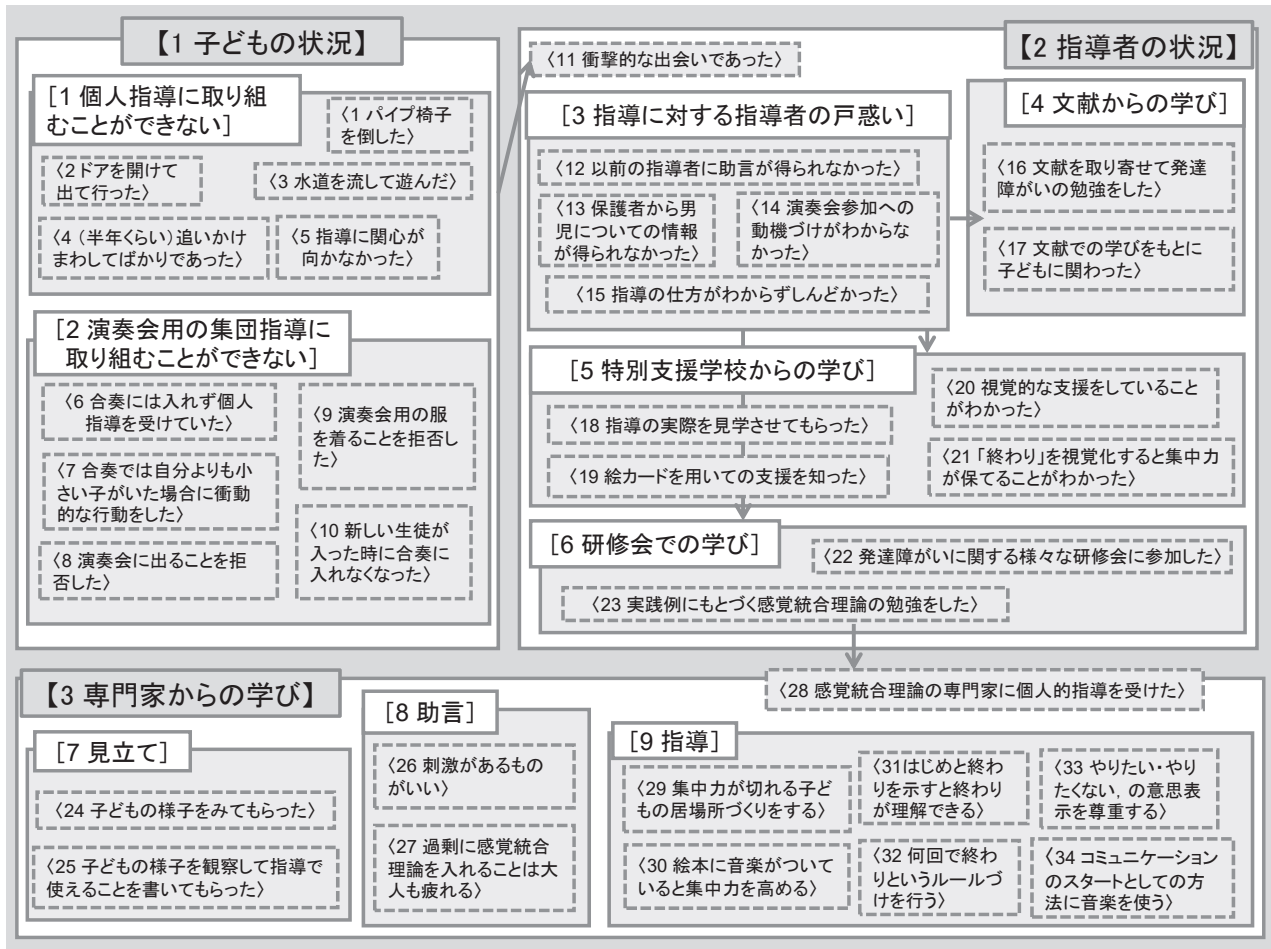 【1 子どもの状況】
[1 個人指導に取り組
むことができない]
〈1 パイプ椅子
を倒した〉
〈2ドアを開けて
出て行った〉
〈3 水道を流して遊んだ〉
〈4 (半年くらい)追いかけ
まわしてばかりであった〉
〈5 指導に関心が
向かなかった〉
[2 演奏会用の集団指導に
取り組むことができない]
〈6 合奏には入れず個人
指導を受けていた〉
〈7 合奏では自分よりも小
さい子がいた場合に衝動
的な行動をした〉
〈8 演奏会に出ることを拒
否した〉
〈9 演奏会用の服
を着ることを拒否し
た〉
〈10 新しい生徒が
入った時に合奏に
入れなくなった〉
【2 指導者の状況】
〈11 衝撃的な出会いであった〉
[3 指導に対する指導者の戸惑い]
〈12 以前の指導者に助言が得られなかった〉
〈13 保護者から男
児についての情報
が得られなかった〉
〈14 演奏会参加への
動機づけがわからな
かった〉
〈15 指導の仕方がわからずしんどかった〉
[4 文献からの学び]
〈16 文献を取り寄せて発達
障がいの勉強をした〉
〈17 文献での学びをもとに
子どもに関わった〉
[5 特別支援学校からの学び]
〈18 指導の実際を見学させてもらった〉
〈19 絵カードを用いての支援を知った〉
〈20 視覚的な支援をしていること
がわかった〉
〈21 「終わり」を視覚化すると集中力
が保てることがわかった〉
[6 研修会での学び]
〈22 発達障がいに関する様々な研修会に参加した〉
〈23 実践例にもとづく感覚統合理論の勉強をした〉
【3 専門家からの学び】
[7 見立て]
〈24 子どもの様子をみてもらった〉
〈25 子どもの様子を観察して指導で
使えることを書いてもらった〉
[8 助言]
〈26 刺激があるもの
がいい〉
〈27 過剰に感覚統合
理論を入れることは大
人も疲れる〉
〈28 感覚統合理論の専門家に個人的指導を受けた〉
[9 指導]
〈29 集中力が切れる子ど
もの居場所づくりをする〉
〈30 絵本に音楽がついて
いると集中力を高める〉
〈31はじめと終わ
りを示すと終わり
が理解できる〉
〈32 何回で終わ
りというルールづ
けを行う〉
〈33 やりたい・やり
たくない,の意思表
示を尊重する〉
〈34 コミュニケーション
のスタートとしての方
法に音楽を使う〉